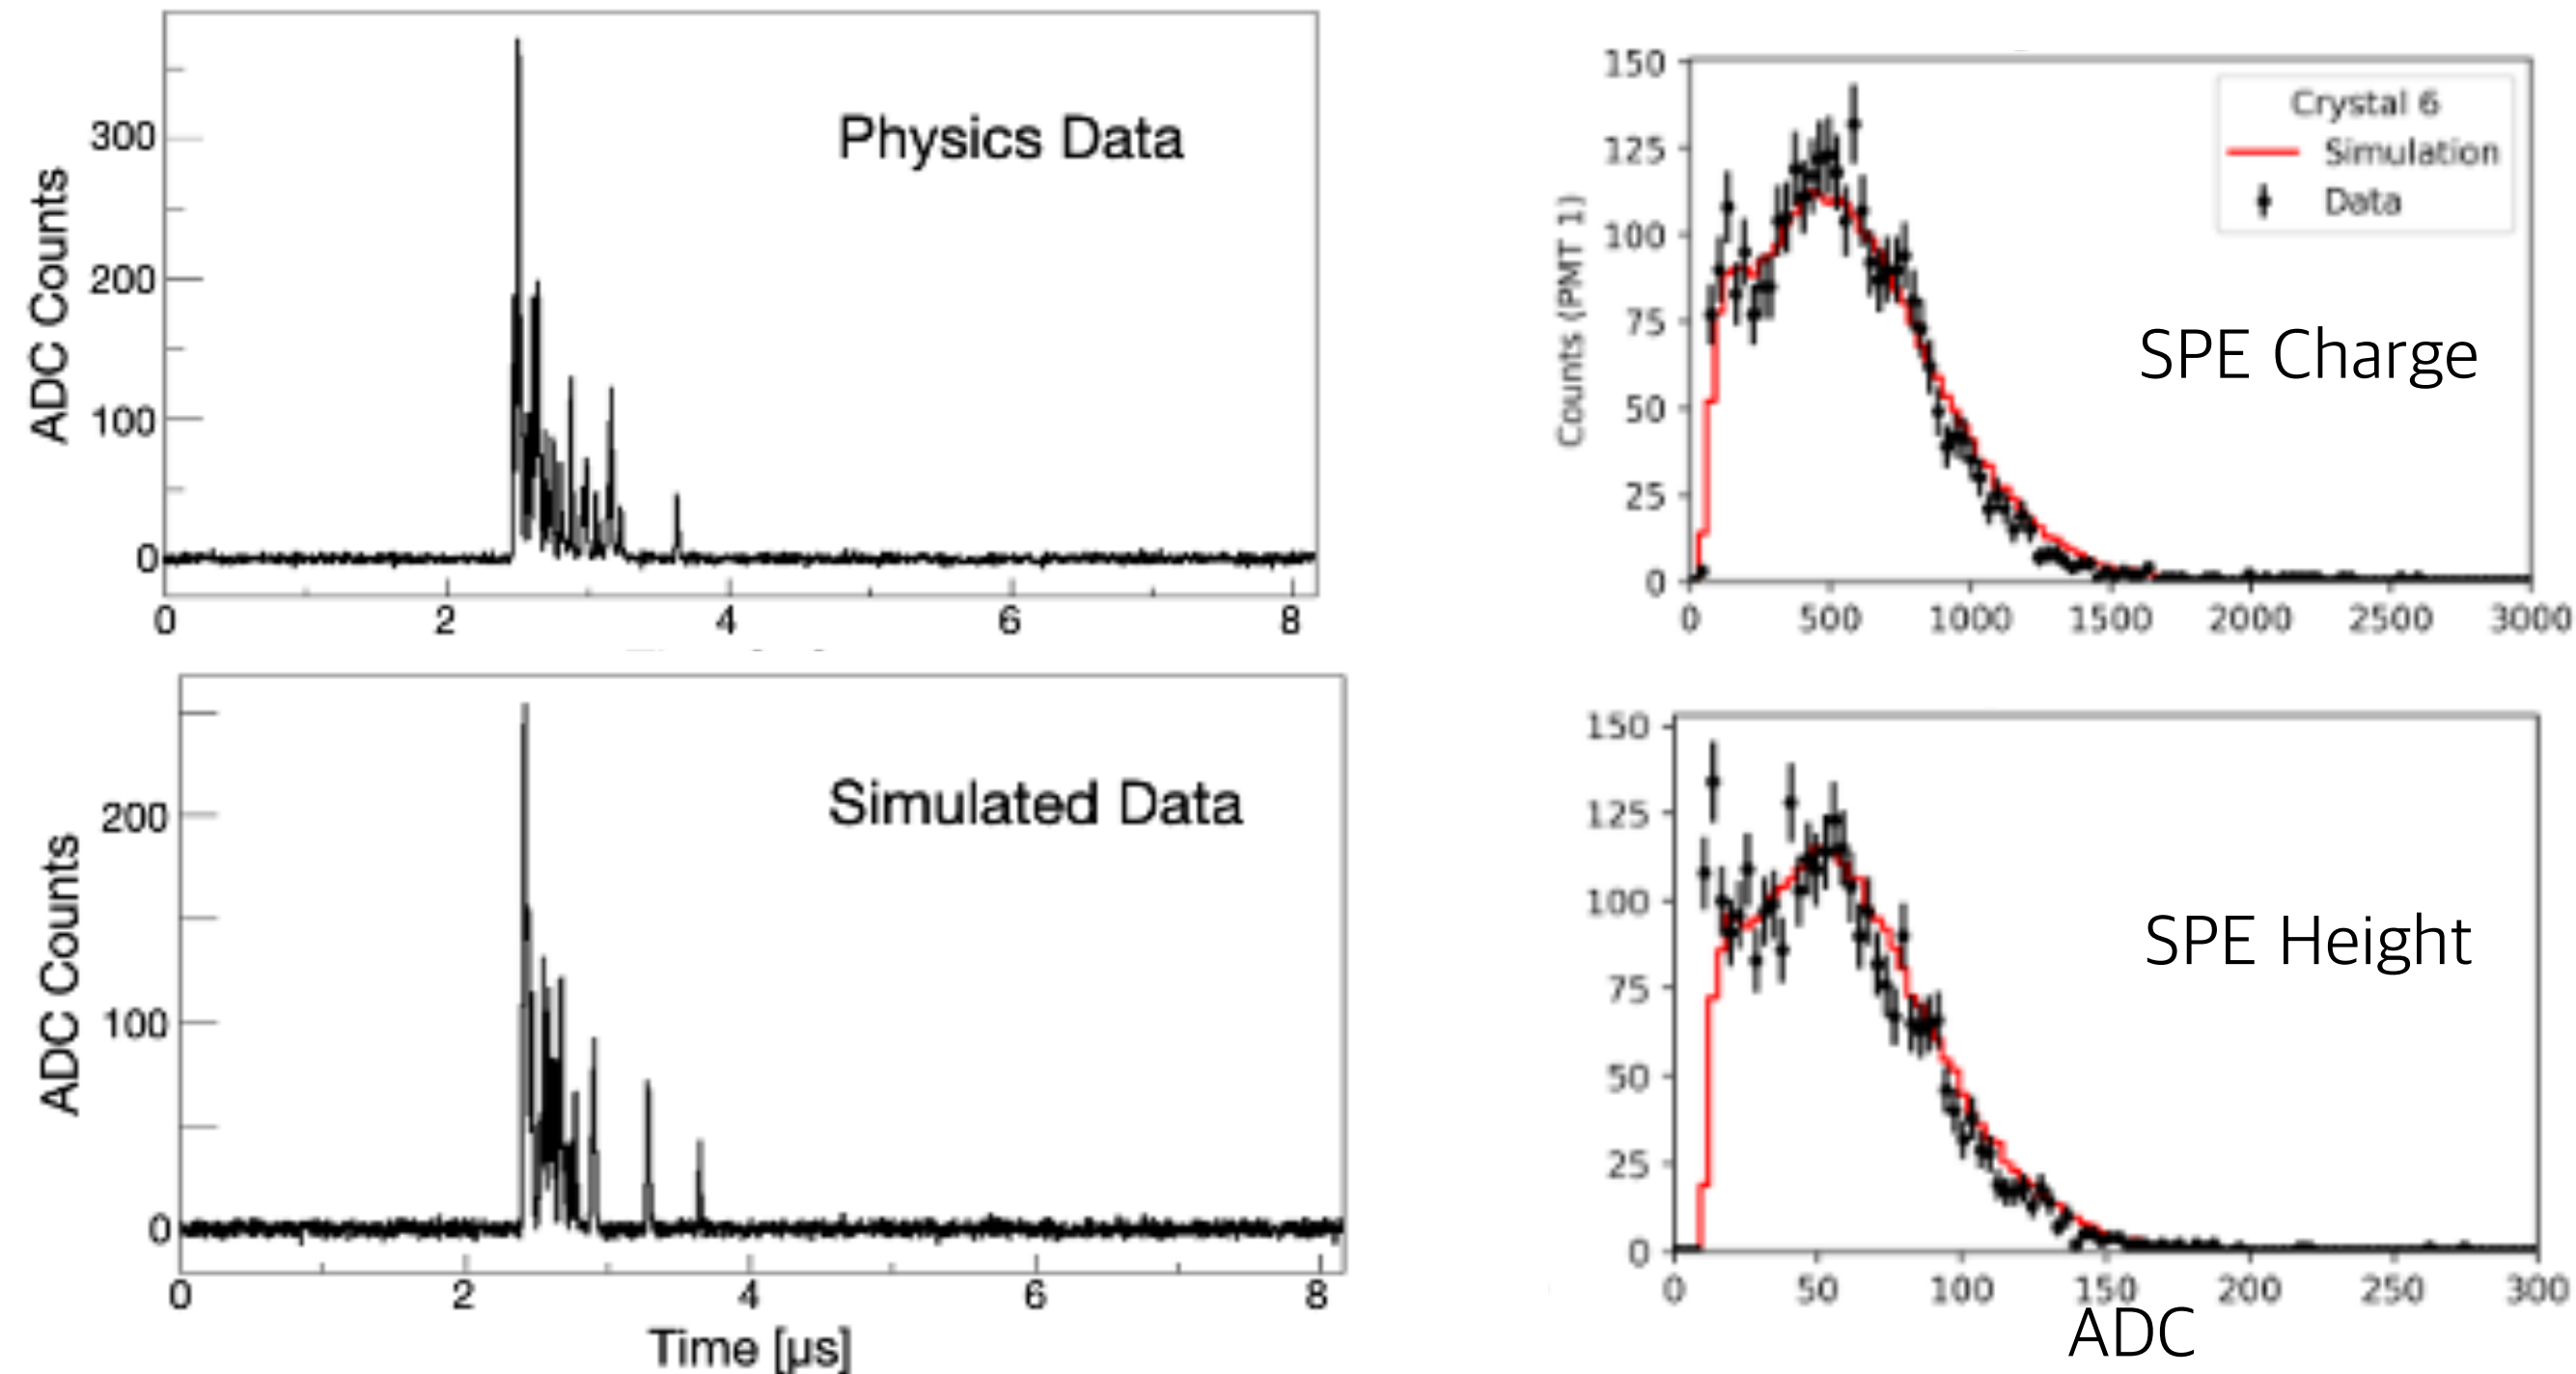 Physics Data
ADC Counts
300
200
100
0
0 2 4 6 8
Simulated Data
ADC Counts
200
100
0
0 2 4 6 8
Time [μs]
150
125
100
75
50
25
0
Counts (PMT 1)
Crystal 6
Simulation
Data
SPE Charge
0 500 1000 1500 2000 2500 3000
150
125
100
75
50
25
0
SPE Height
0 50 100 150 200 250 300
ADC